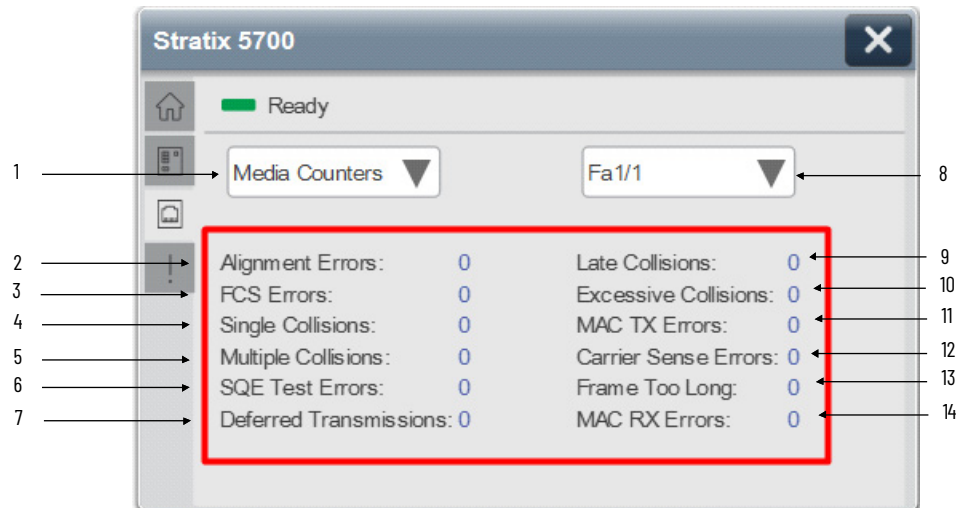 Stratix 5700
Ready
1 Media Counters Fa1/1 8
2 Alignment Errors: 0 Late Collisions: 0 9
3 FCS Errors: 0 Excessive Collisions: 0 10
4 Single Collisions: 0 MAC TX Errors: 0 11
5 Multiple Collisions: 0 Carrier Sense Errors: 0 12
6 SQE Test Errors: 0 Frame Too Long: 0 13
7 Deferred Transmissions: 0 MAC RX Errors: 0 14